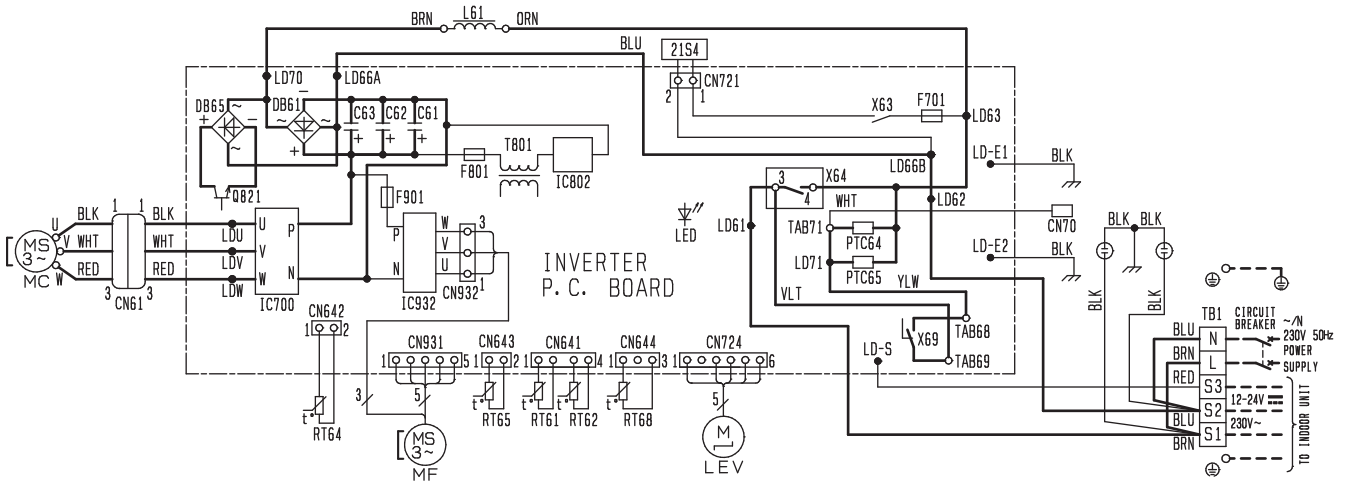 BRN L61 ORN
BLU
21S4
LD70 LD66A CN721
2 1
DB65 ~ DB61 − C63 C62 C61 X63 F701
+ − ~ ~ + + + LD63
~ +
T801
F801 IC802
LD66B LD-E1 BLK
Q821
F901
3 X64
4 WHT
LD62
LED
LD61 TAB71 CN70
PTC64
LD-E2 BLK
LD71 PTC65
YLW
VLT
1 1
U BLK BLK U P
LDU
MS 3~ V WHT WHT V
LDV
RED RED W N
MC W LDW
3 CN61 3
IC700
P W 3
V
N U 1
IC932 CN932
INVERTER
P. C. BOARD
CN642
1 2
CN931 CN643 CN641 CN644 CN724
1 5 1 2 1 4 1 3 1 6
X69
TAB68
TAB69
LD-S
3 5 5
t° t° t° t° t°
RT64 RT65 RT61 RT62 RT68
MS 3~
MF
M
LEV
BLK BLK
BLK BLK
TB1 CIRCUIT
BREAKER ~/N
230V 50Hz
POWER
SUPPLY
BLU N
BRN L
RED S3
12-24V
S2
BLU 230V~
S1
BRN
TO INDOOR UNIT